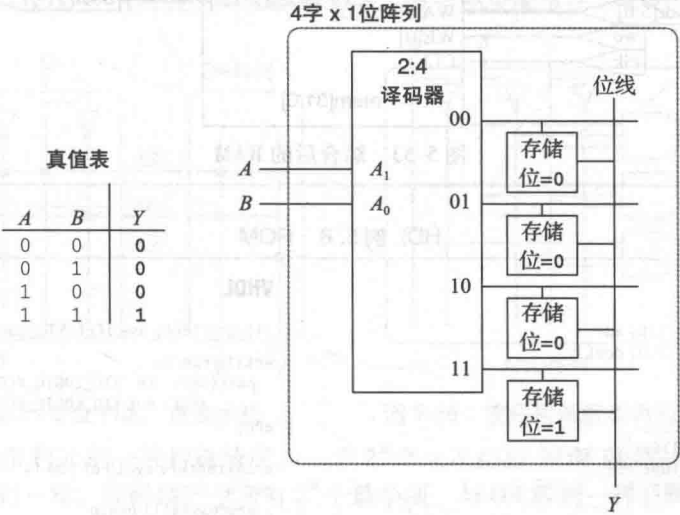 4字 x 1位阵列
2:4
译码器
位线
00
存储
位=0
真值表
A
A₁
B
A₀
01
存储
位=0
A B Y
0 0 0
0 1 0
1 0 0
1 1 1
10
存储
位=0
11
存储
位=1
Y
VHDL